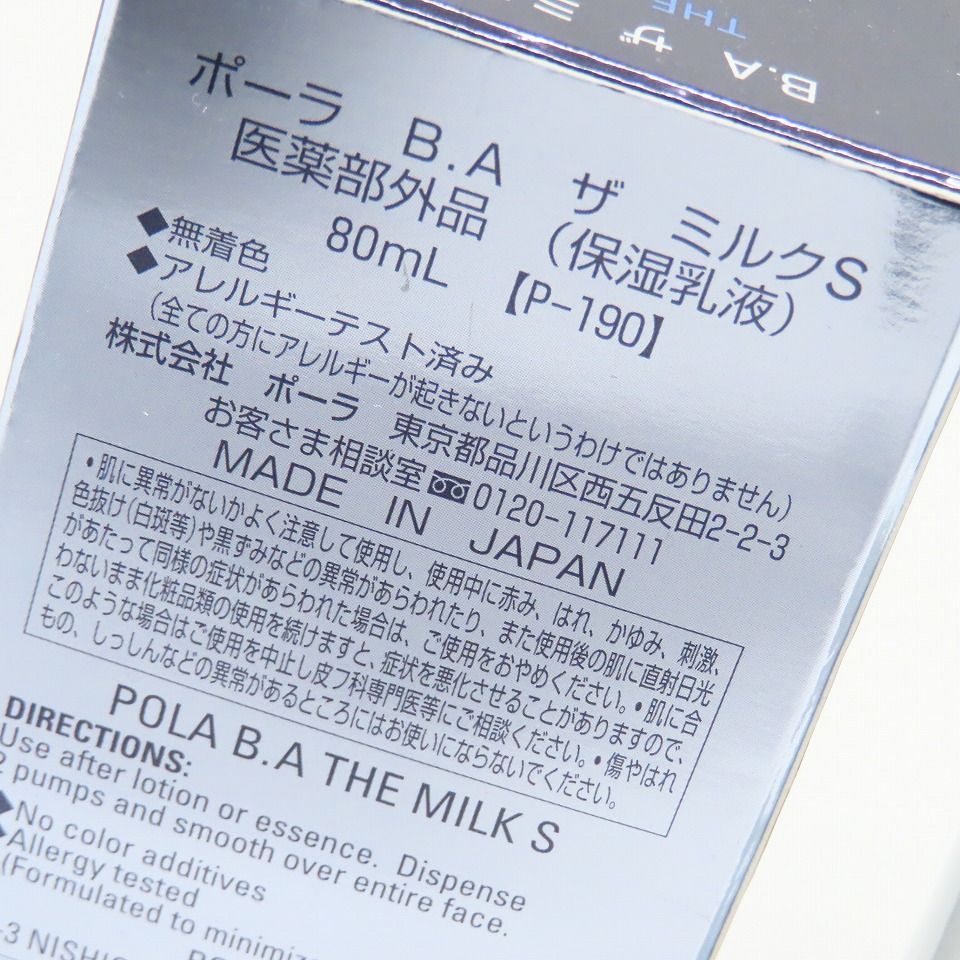 B.A ザ ミ
THE
ポーラ B.A ザ ミルクS
医薬部外品 (保湿乳液)
80mL 【P-190】
◆無着色
◆アレルギーテスト済み
(全ての方にアレルギーが起きないというわけではありません)
株式会社 ポーラ 東京都品川区西五反田2-2-3
お客さま相談室 0120-117111
MADE IN JAPAN
・肌に異常がないかよく注意して使用し、使用中に赤み、はれ、かゆみ、刺激、
色抜け(白斑等)や黒ずみなどの異常があらわれたり、また使用後の肌に直射日光
があたって同様の症状があらわれた場合は、ご使用をおやめください。・肌に合
わないまま化粧品類の使用を続けますと、症状を悪化させることがありますので、
このような場合はご使用を中止し皮フ科専門医等にご相談ください。・傷やはれ
もの、しっしんなどの異常があるところにはお使いにならないでください。
POLA B.A THE MILK S
DIRECTIONS:
Use after lotion or essence. Dispense
2 pumps and smooth over entire face.
◆No color additives
◆Allergy tested
(Formulated to minimiz
-3 NISHI